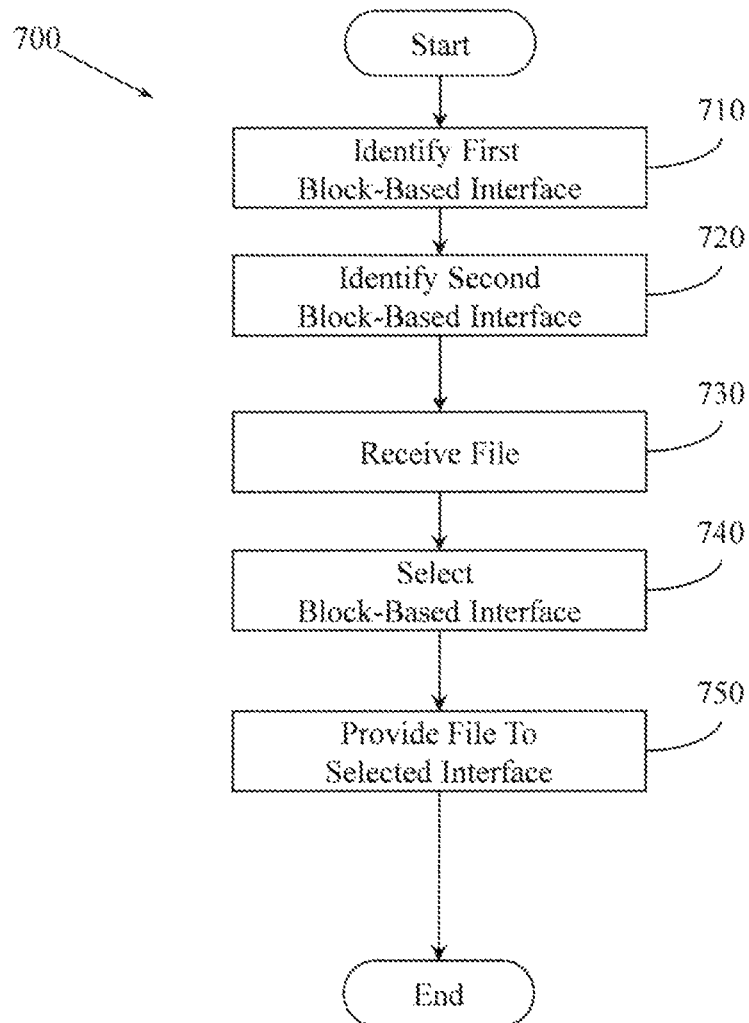 700
Start
710
Identify First
Block-Based Interface
720
Identify Second
Block-Based Interface
730
Receive File
740
Select
Block-Based Interface
750
Provide File To
Selected Interface
End